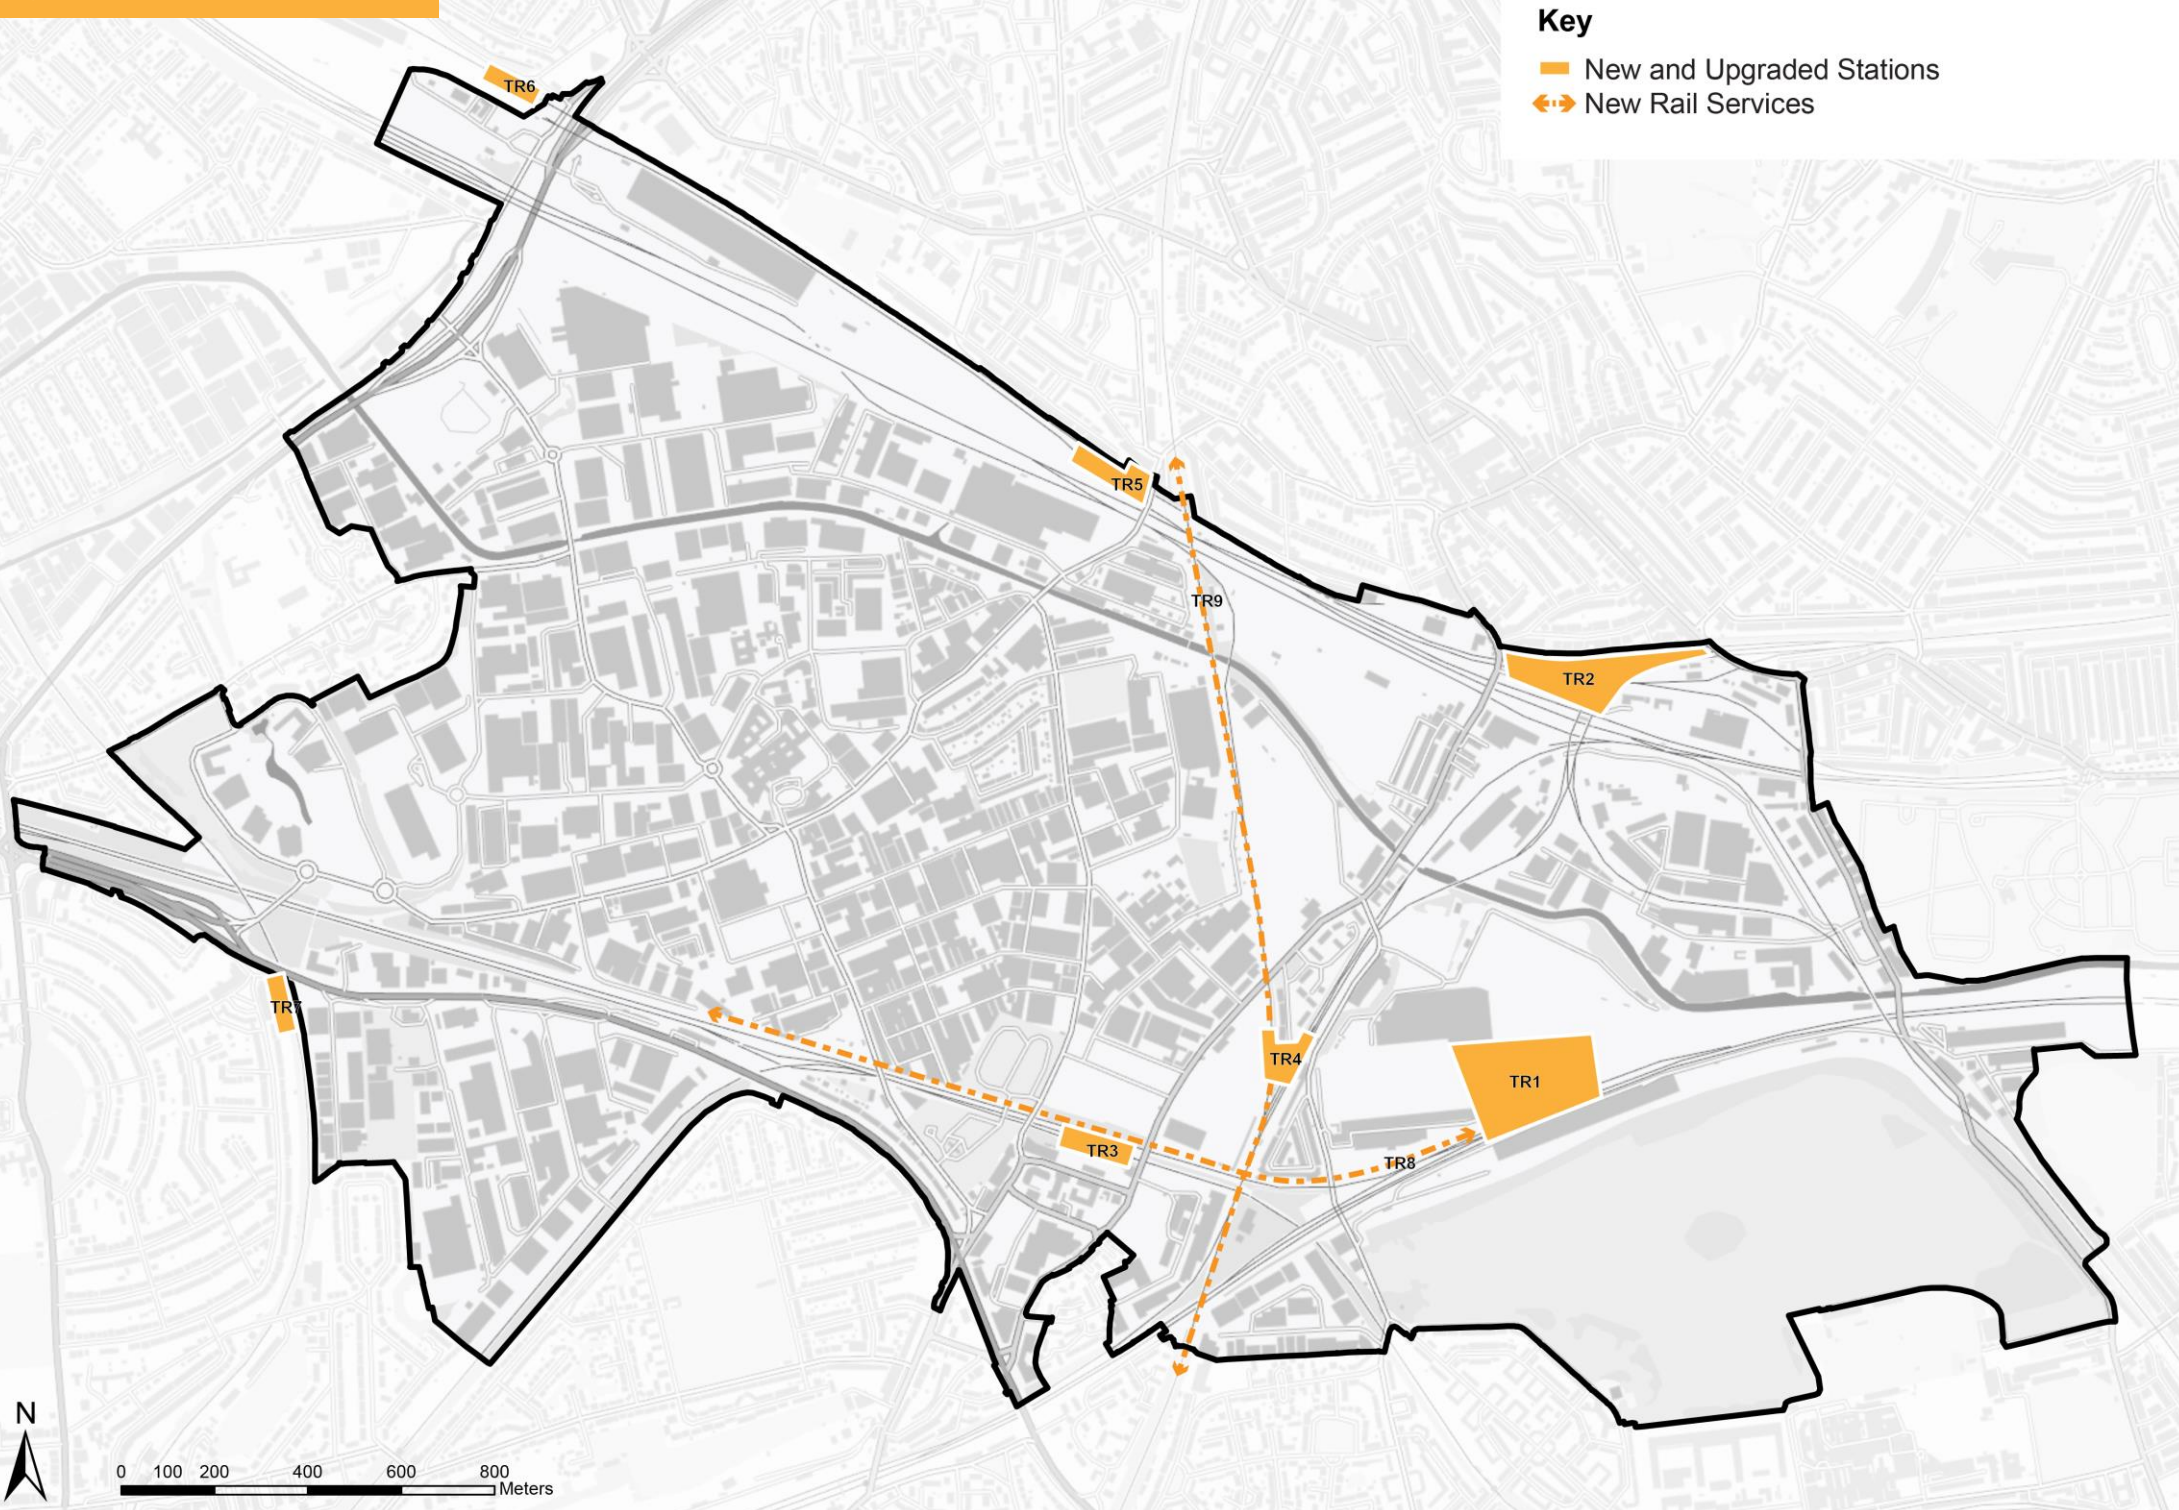 Key
New and Upgraded Stations
New Rail Services
TR6
TR5
TR9
TR2
TR7
TR4
TR1
TR3
TR8
N
0 100 200 400 600 800
Meters